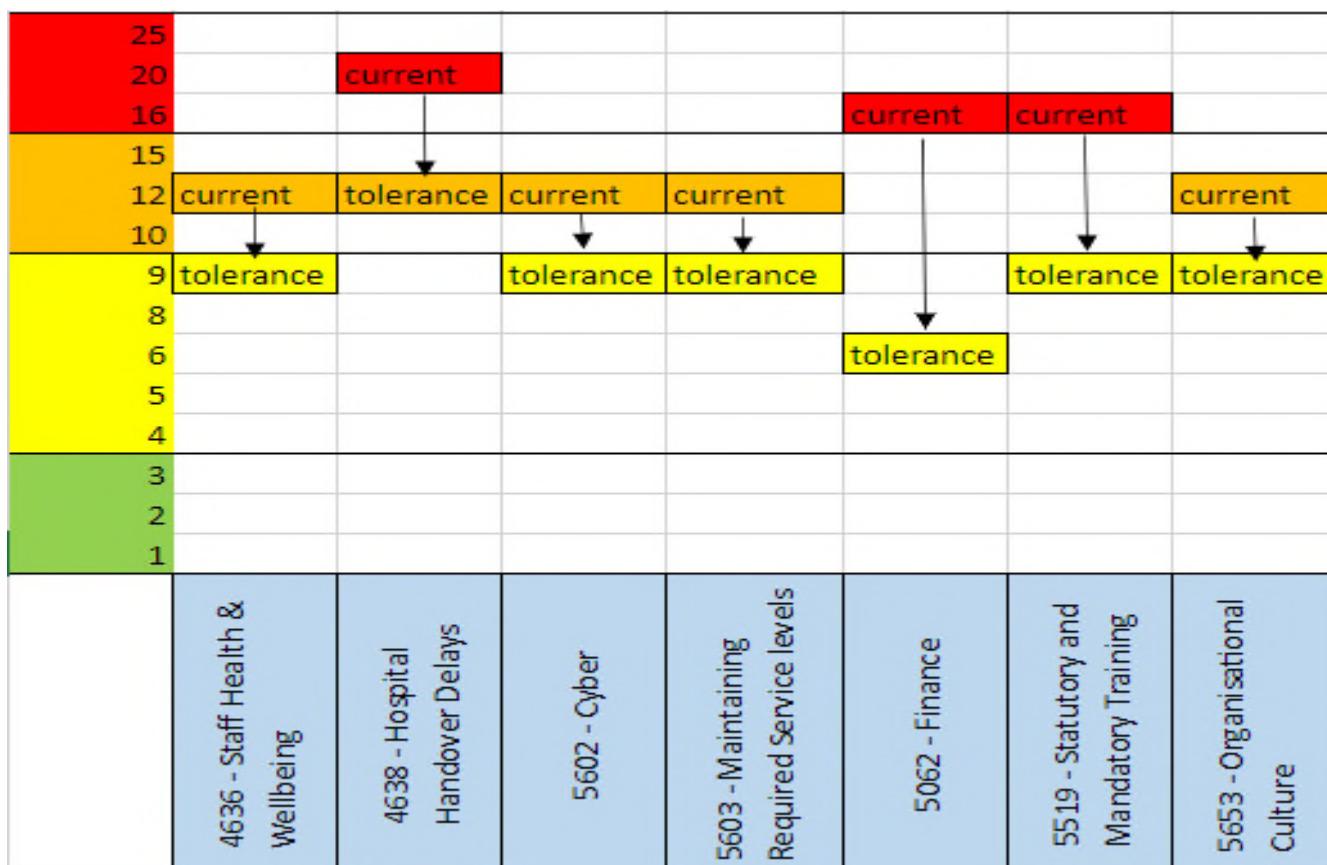 25
20 current
16 current current
15
12 current tolerance current current current
10
9 tolerance tolerance tolerance tolerance tolerance
8
6 tolerance
5
4
3
2
1
4636 - Staff Health &
Wellbeing
4638 - Hospital
Handover Delays
5602 - Cyber
5603 - Maintaining
Required Service levels
5062 - Finance
5519 - Statutory and
Mandatory Training
5653 - Organisational
Culture